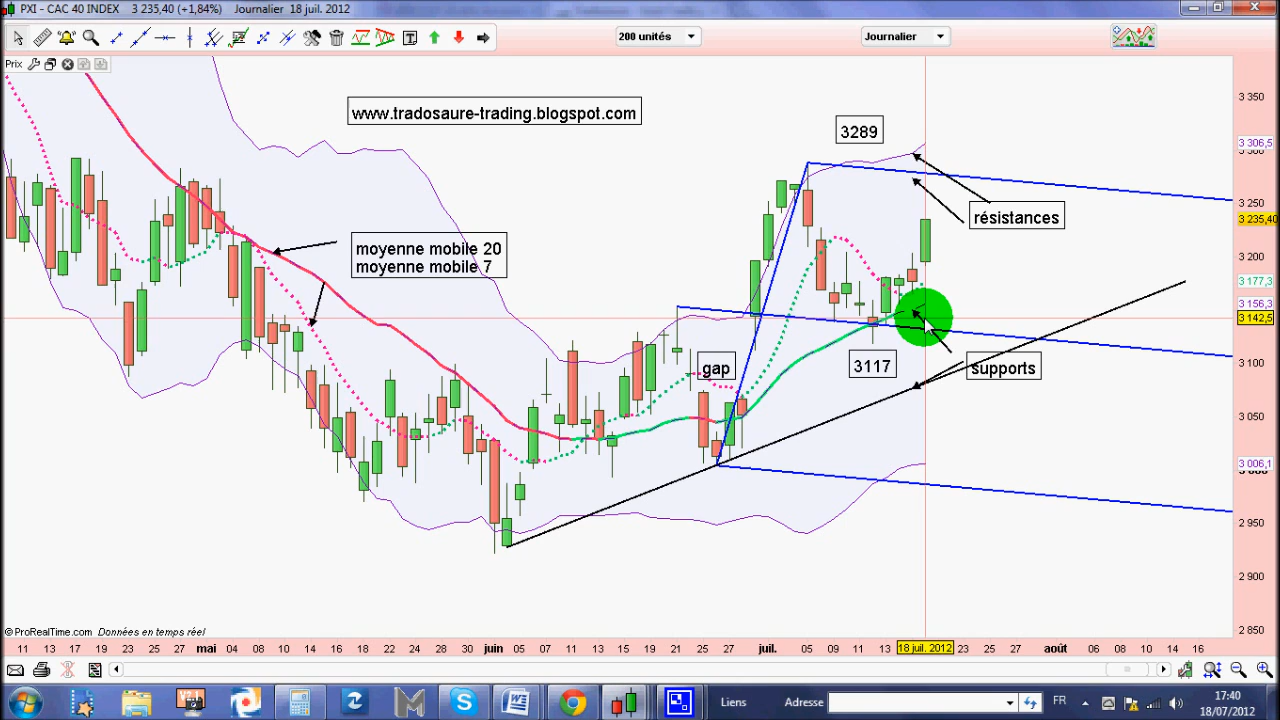 PXI - CAC 40 INDEX 3 235,40 (+1,84%) Journalier 18 juil. 2012
200 unités
Journalier
Prix
www.tradosaure-trading.blogspot.com
3289
résistances
moyenne mobile 20
moyenne mobile 7
gap
3117
supports
3 350
3 306,5
3 250
3 235,40
3 200
3 177,3
3 156,3
3 142,5
3 100
3 050
3 006,1
2 950
2 900
2 850
© ProRealTime.com Données en temps réel
11 13 17 19 23 25 27 mai 04 08 10 14 16 18 22 24 28 30 juin 05 07 11 13 15 19 21 25 27 juil. 05 09 11 13 18 juil. 2012 23 25 27 août 06 08 10 14 16
Liens
Adresse
FR
17:40
18/07/2012